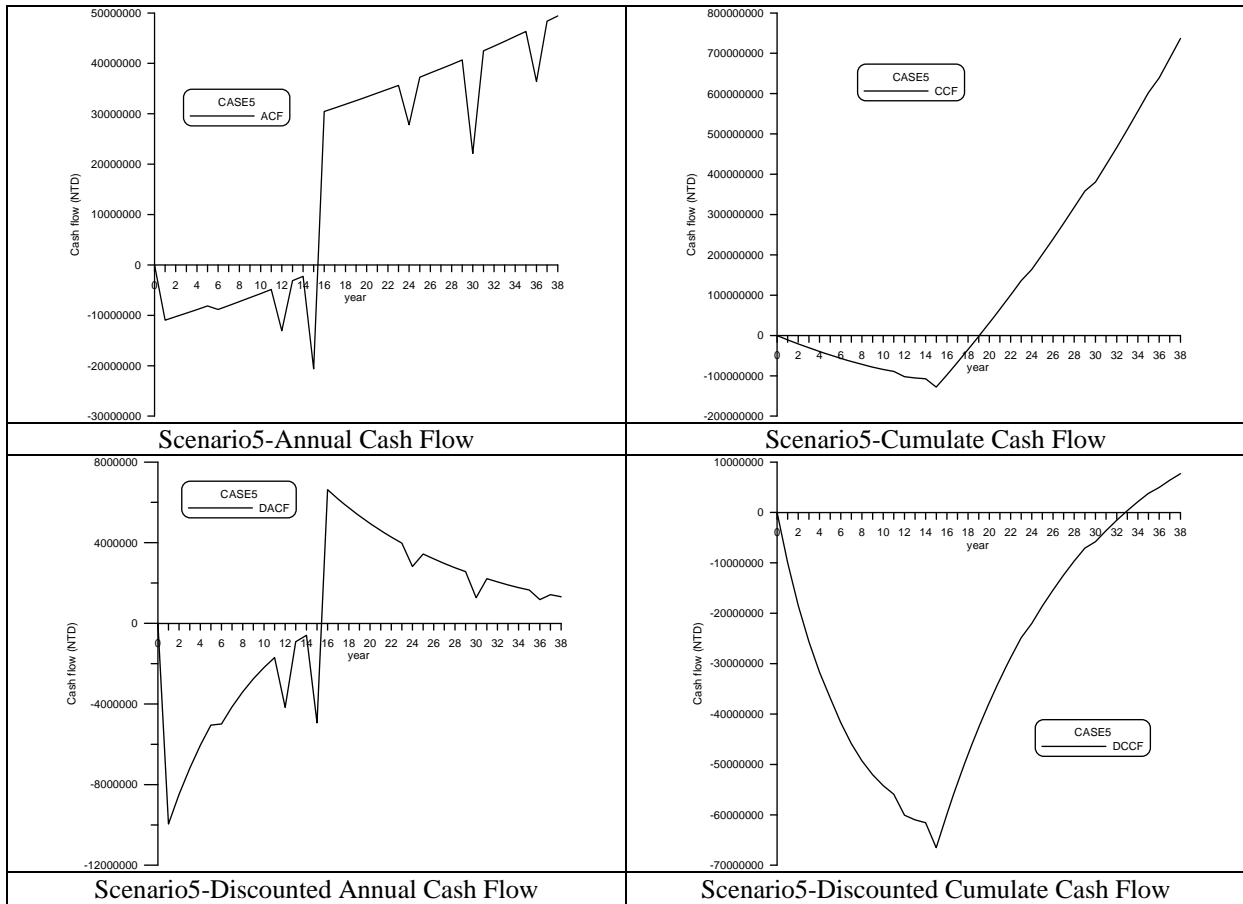 50000000
40000000
30000000
20000000
10000000
0
-10000000
-20000000
-30000000
Cash flow (NTD)
CASE5
ACF
0 2 4 6 8 10 12 14 16 18 20 22 24 26 28 30 32 34 36 38
year
Scenario5-Annual Cash Flow
800000000
700000000
600000000
500000000
400000000
300000000
200000000
100000000
0
-100000000
-200000000
Cash flow (NTD)
CASE5
CCF
0 2 4 6 8 10 12 14 16 18 20 22 24 26 28 30 32 34 36 38
year
Scenario5-Cumulate Cash Flow
8000000
4000000
0
-4000000
-8000000
-12000000
Cash flow (NTD)
CASE5
DACF
0 2 4 6 8 10 12 14 16 18 20 22 24 26 28 30 32 34 36 38
year
Scenario5-Discounted Annual Cash Flow
10000000
0
-10000000
-20000000
-30000000
-40000000
-50000000
-60000000
-70000000
Cash flow (NTD)
CASE5
DCCF
0 2 4 6 8 10 12 14 16 18 20 22 24 26 28 30 32 34 36 38
year
Scenario5-Discounted Cumulate Cash Flow